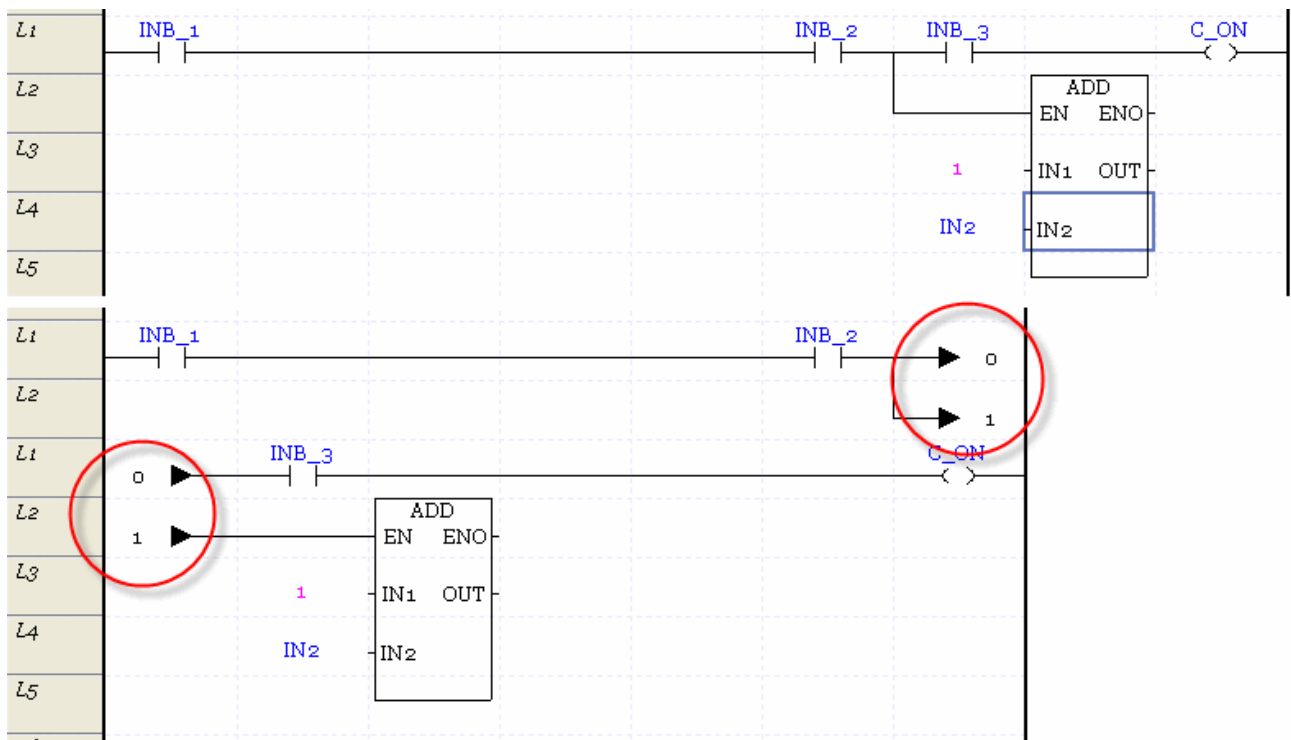 L1 INB_1 INB_2 INB_3 C_ON
L2 ADD
EN ENO
L3 1 IN1 OUT
L4 IN2 IN2
L5
L1 INB_1 INB_2 0
L2 1
L1 0 INB_3 C_ON
L2 1 ADD
EN ENO
L3 1 IN1 OUT
L4 IN2 IN2
L5